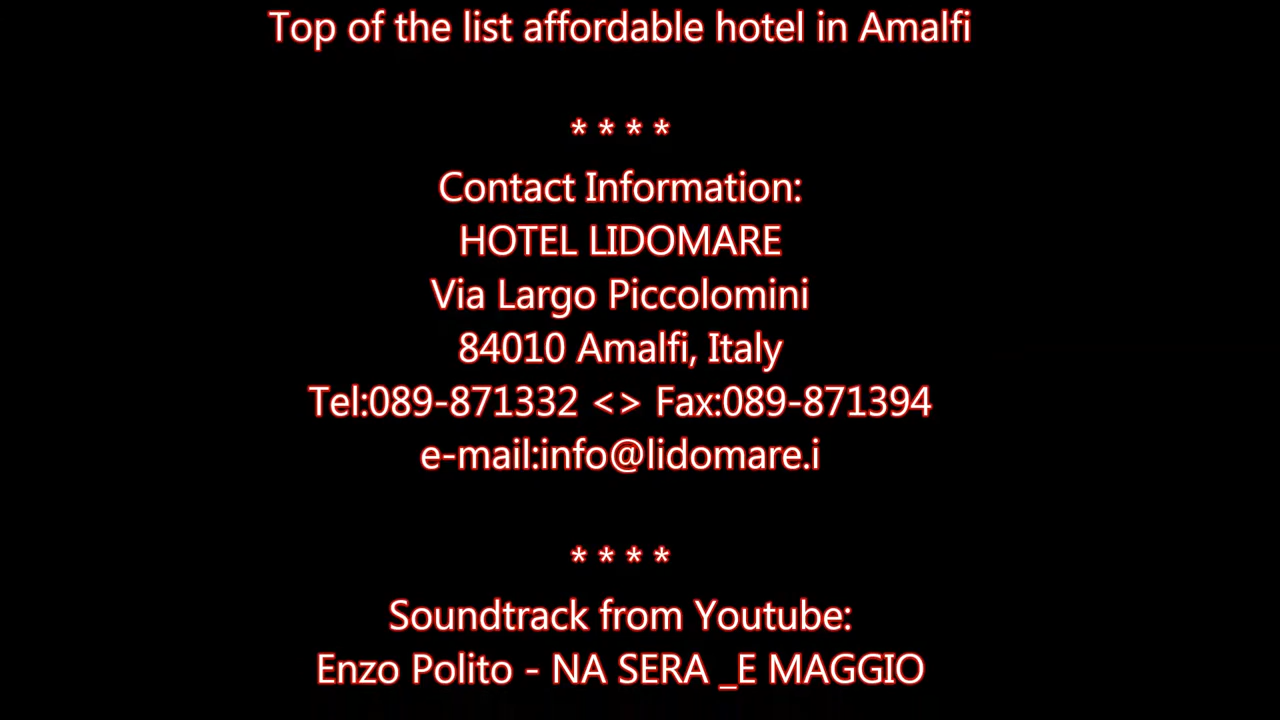 Top of the list affordable hotel in Amalfi
* * * *
Contact Information:
HOTEL LIDOMARE
Via Largo Piccolomini
84010 Amalfi, Italy
Tel:089-871332 <> Fax:089-871394
e-mail:info@lidomare.i
* * * *
Soundtrack from Youtube:
Enzo Polito - NA SERA _E MAGGIO